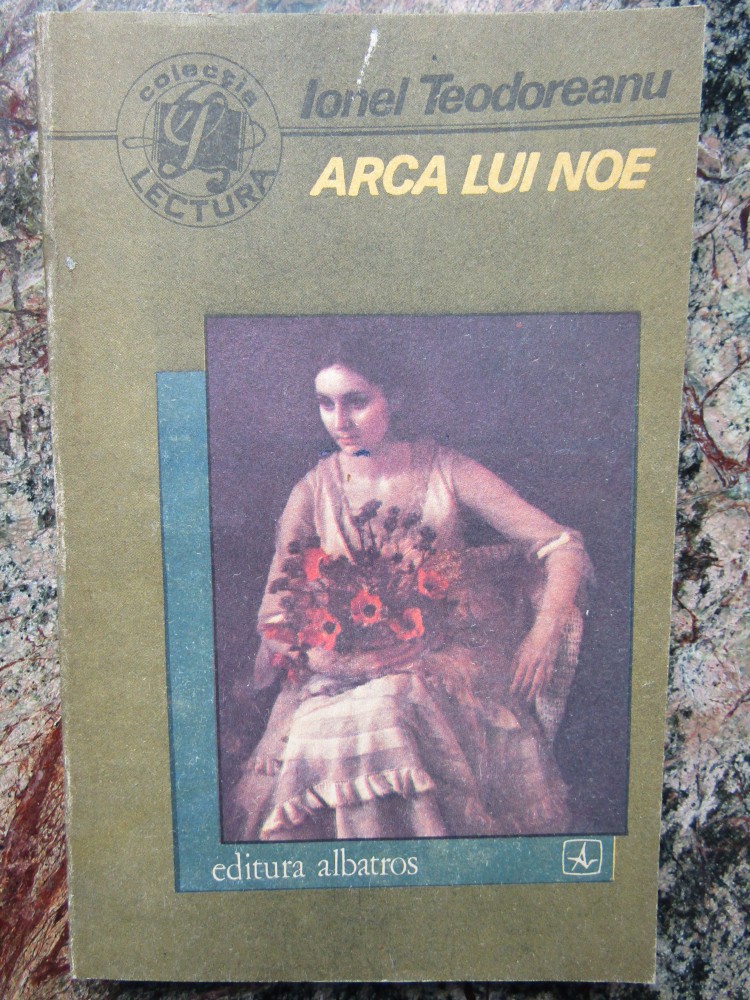 colecția
L
LECTURA
Ionel Teodoreanu
ARCA LUI NOE
editura albatros
A